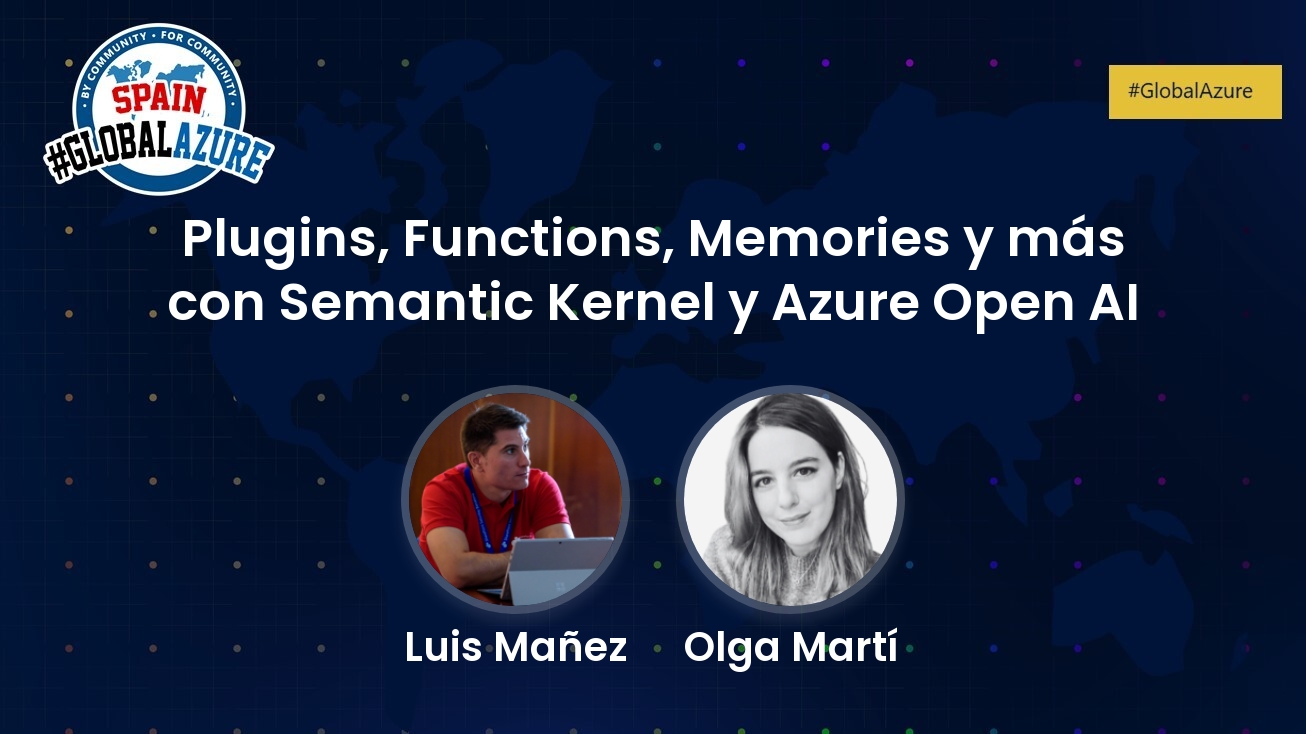 BY COMMUNITY • FOR COMMUNITY
SPAIN
#GLOBALAZURE
#GlobalAzure
Plugins, Functions, Memories y más
con Semantic Kernel y Azure Open AI
Luis Mañez
Olga Martí